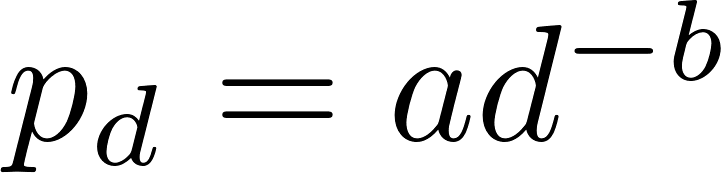 p_d = ad^{-b}